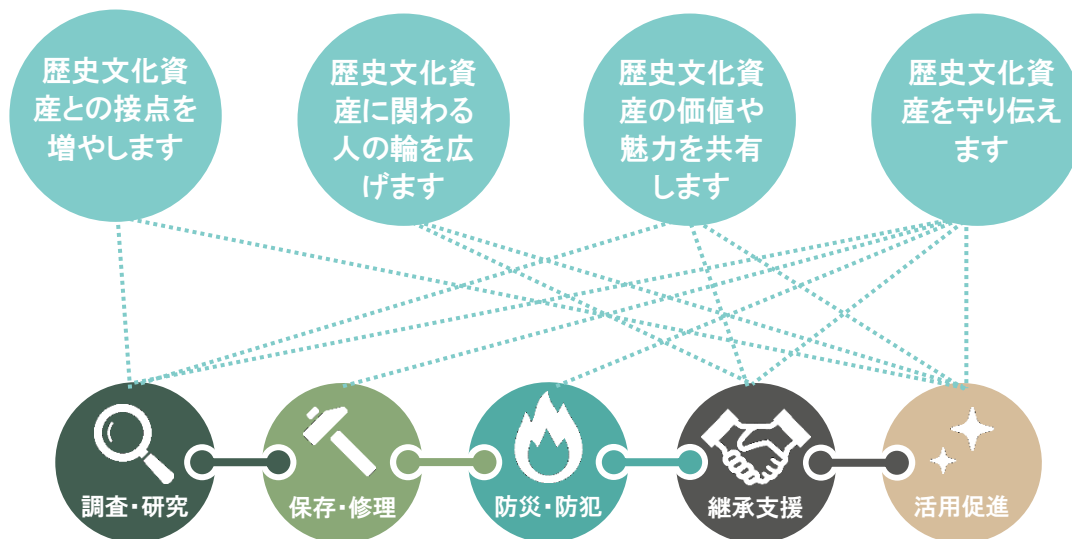 歴史文化資
産との接点を
増やします
歴史文化資
産に関わる
人の輪を広
げます
歴史文化資
産の価値や
魅力を共有
します
歴史文化資
産を守り伝え
ます
調査・研究
保存・修理
防災・防犯
継承支援
活用促進